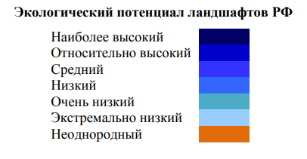 Экологический потенциал ландшафтов РФ
Наиболее высокий
Относительно высокий
Средний
Низкий
Очень низкий
Экстремально низкий
Неоднородный